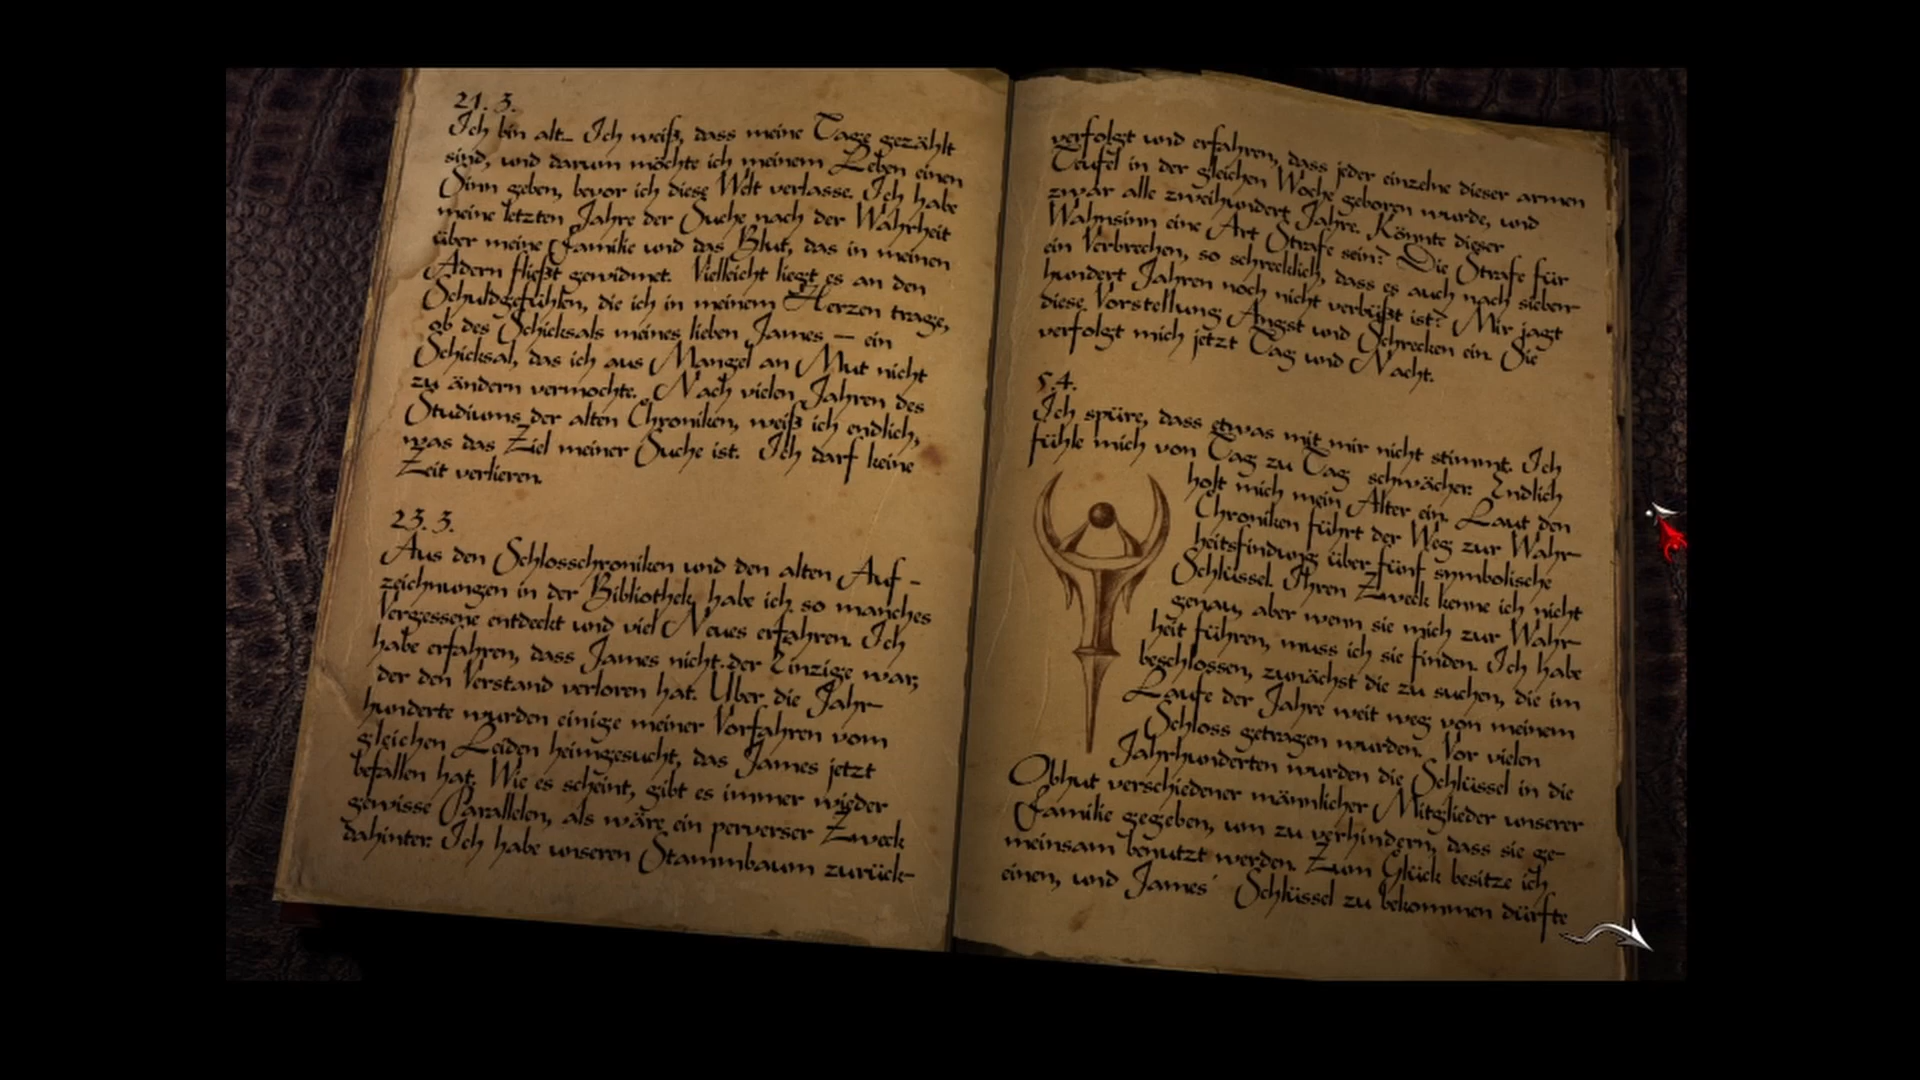 21. 3.
Ich bin alt... Ich weiß, dass meine Tage gezählt
sind, und darum möchte ich meinem Leben einen
Sinn geben, bevor ich diese Welt verlasse. Ich habe
meine letzten Jahre der Suche nach der Wahrheit
über meine Familie und das Blut, das in meinen
Adern fließt gewidmet. Vielleicht liegt es an den
Schuldgefühlen, die ich in meinem Herzen trage,
ob des Schicksals meines lieben James – ein
Schicksal, das ich aus Mangel an Mut nicht
zu ändern vermochte. Nach vielen Jahren des
Studiums der alten Chroniken, weiß ich endlich,
was das Ziel meiner Suche ist. Ich darf keine
Zeit verlieren.
23. 3.
Aus den Schlosschroniken und den alten Auf-
zeichnungen in der Bibliothek, habe ich so manches
Vergessene entdeckt und viel Neues erfahren. Ich
habe erfahren, dass James nicht der Einzige war,
der den Verstand verloren hat. Über die Jahr-
hunderte wurden einige meiner Vorfahren vom
gleichen Leiden heimgesucht, das James jetzt
befallen hat. Wie es scheint, gibt es immer wieder
gewisse Parallelen, als wäre ein perverser Zweck
dahinter. Ich habe unseren Stammbaum zurück-
verfolgt und erfahren, dass jeder einzelne dieser armen
Teufel in der gleichen Woche geboren wurde, und
zwar alle zweihundert Jahre. Könnte dieser
Wahnsinn eine Art Strafe sein? Die Strafe für
ein Verbrechen, so schrecklich, dass es auch nach sieben-
hundert Jahren noch nicht verbüßt ist? Mir jagt
diese Vorstellung Angst und Schrecken ein. Sie
verfolgt mich jetzt Tag und Nacht.
5.4.
Ich spüre, dass etwas mit mir nicht stimmt. Ich
fühle mich von Tag zu Tag schwächer. Endlich
holt mich mein Alter ein. Laut den
Chroniken führt der Weg zur Wahr-
heitsfindung über fünf symbolische
Schlüssel. Ihren Zweck kenne ich nicht
genau, aber wenn sie mich zur Wahr-
heit führen, muss ich sie finden. Ich habe
beschlossen, zunächst die zu suchen, die im
Laufe der Jahre weit weg von meinem
Schloss getragen wurden. Vor vielen
Jahrhunderten wurden die Schlüssel in die
Obhut verschiedener männlicher Mitglieder unserer
Familie gegeben, um zu verhindern, dass sie ge-
meinsam benutzt werden. Zum Glück besitze ich
einen, und James' Schlüssel zu bekommen dürfte